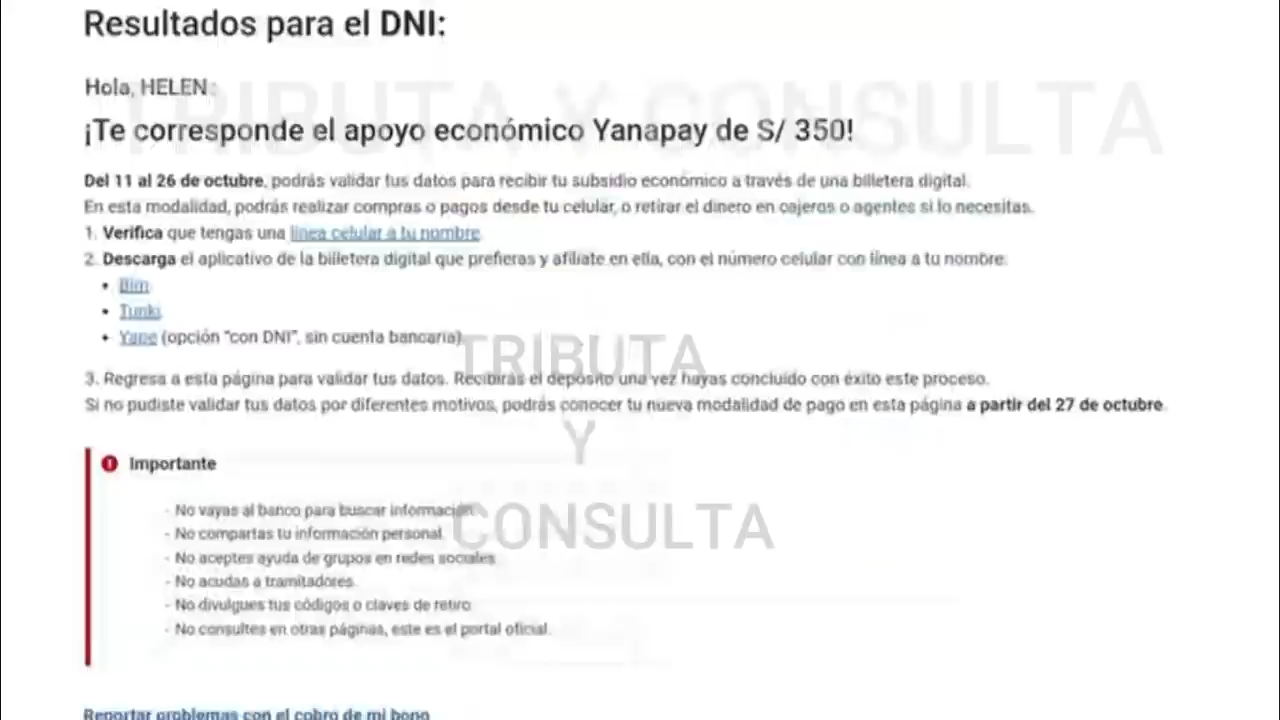 Resultados para el DNI:
Hola, HELEN:
TRIBUTA Y CONSULTA
¡Te corresponde el apoyo económico Yanapay de S/ 350!
Del 11 al 26 de octubre, podrás validar tus datos para recibir tu subsidio económico a través de una billetera digital.
En esta modalidad, podrás realizar compras o pagos desde tu celular, o retirar el dinero en cajeros o agentes si lo necesitas.
1. Verifica que tengas una línea celular a tu nombre.
2. Descarga el aplicativo de la billetera digital que prefieras y afíliate en ella, con el número celular con línea a tu nombre.
• Bim
• Tunki
• Yape (opción "con DNI", sin cuenta bancaria)
TRIBUTA
3. Regresa a esta página para validar tus datos. Recibirás el depósito una vez hayas concluido con éxito este proceso.
Si no pudiste validar tus datos por diferentes motivos, podrás conocer tu nueva modalidad de pago en esta página a partir del 27 de octubre.
Y
Importante
- No vayas al banco para buscar información.
CONSULTA
- No compartas tu información personal.
- No aceptes ayuda de grupos en redes sociales.
- No acudas a tramitadores.
- No divulgues tus códigos o claves de retiro.
- No consultes en otras páginas, este es el portal oficial.
Reportar problemas con el cobro de mi bono